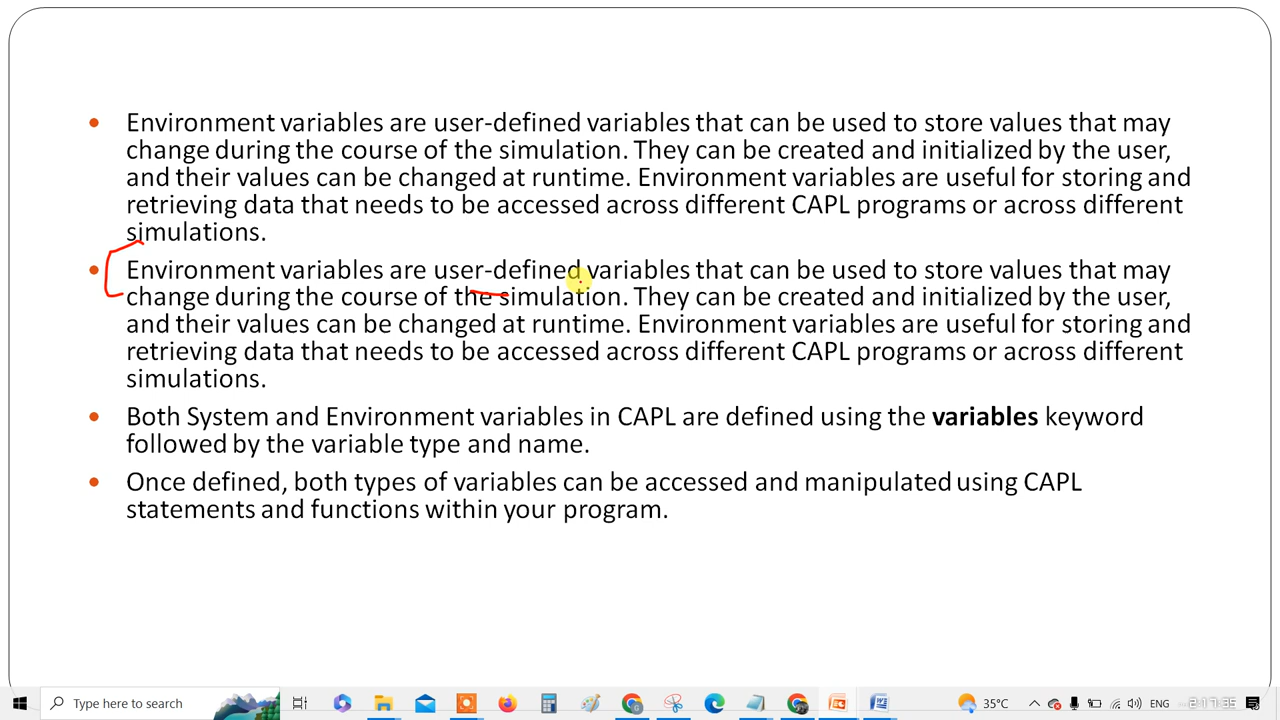 Environment variables are user-defined variables that can be used to store values that may
change during the course of the simulation. They can be created and initialized by the user,
and their values can be changed at runtime. Environment variables are useful for storing and
retrieving data that needs to be accessed across different CAPL programs or across different
simulations.
Environment variables are user-defined variables that can be used to store values that may
change during the course of the simulation. They can be created and initialized by the user,
and their values can be changed at runtime. Environment variables are useful for storing and
retrieving data that needs to be accessed across different CAPL programs or across different
simulations.
Both System and Environment variables in CAPL are defined using the variables keyword
followed by the variable type and name.
Once defined, both types of variables can be accessed and manipulated using CAPL
statements and functions within your program.
Type here to search
35°C
ENG